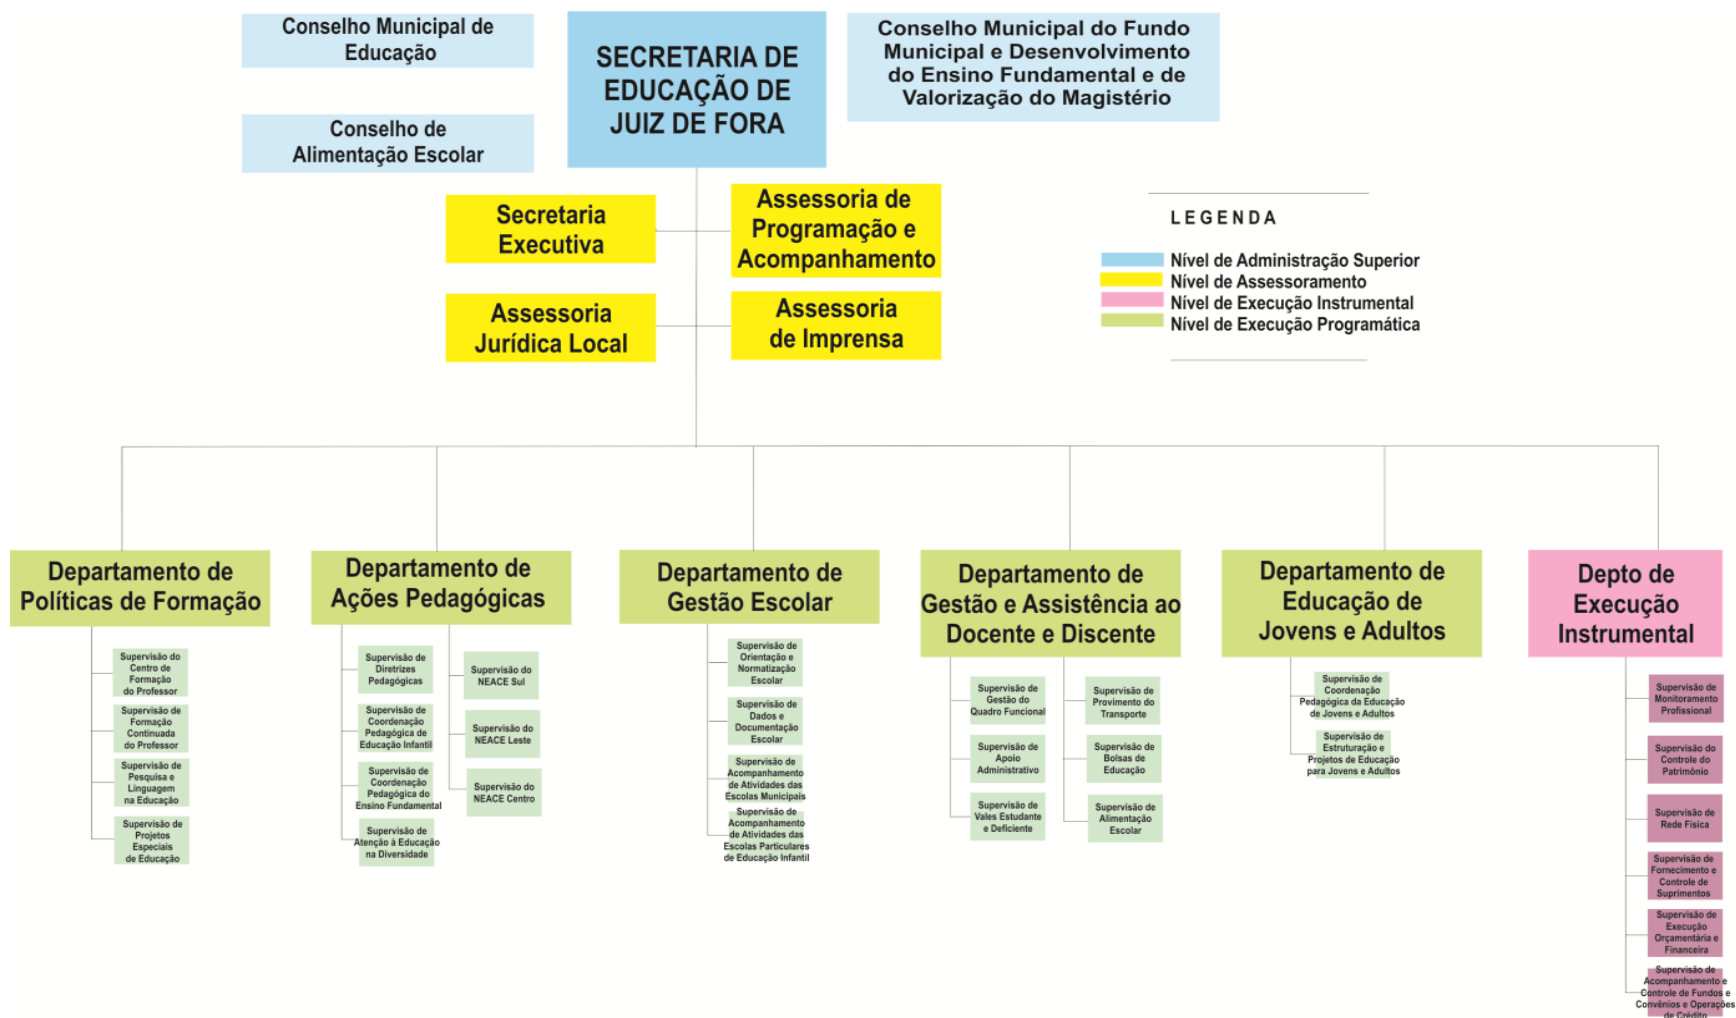 Conselho Municipal de
Educação
Conselho de
Alimentação Escolar
SECRETARIA DE
EDUCAÇÃO DE
JUIZ DE FORA
Conselho Municipal do Fundo
Municipal e Desenvolvimento
do Ensino Fundamental e de
Valorização do Magistério
Secretaria
Executiva
Assessoria de
Programação e
Acompanhamento
Assessoria
Jurídica Local
Assessoria
de Imprensa
LEGENDA
Nível de Administração Superior
Nível de Assessoramento
Nível de Execução Instrumental
Nível de Execução Programática
Departamento de
Políticas de Formação
Supervisão do
Centro de
Formação
do Professor
Supervisão de
Formação
Continuada
do Professor
Supervisão de
Pesquisa e
Linguagem
na Educação
Supervisão de
Projetos
Especiais
de Educação
Departamento de
Ações Pedagógicas
Supervisão de
Diretrizes
Pedagógicas
Supervisão de
Coordenação
Pedagógica de
Educação Infantil
Supervisão de
Coordenação
Pedagógica do
Ensino Fundamental
Supervisão de
Atenção à Educação
na Diversidade
Supervisão do
NEACE Sul
Supervisão do
NEACE Leste
Supervisão do
NEACE Centro
Departamento de
Gestão Escolar
Supervisão de
Orientação e
Normatização
Escolar
Supervisão de
Dados e
Documentação
Escolar
Supervisão de
Acompanhamento
de Atividades das
Escolas Municipais
Supervisão de
Acompanhamento
de Atividades das
Escolas Particulares
de Educação Infantil
Departamento de
Gestão e Assistência ao
Docente e Discente
Supervisão de
Gestão do
Quadro Funcional
Supervisão de
Apoio
Administrativo
Supervisão de
Vales Estudante
e Deficiente
Supervisão de
Provimento do
Transporte
Supervisão de
Bolsas de
Educação
Supervisão de
Alimentação
Escolar
Departamento de
Educação de
Jovens e Adultos
Supervisão de
Coordenação
Pedagógica da Educação
de Jovens e Adultos
Supervisão de
Estruturação e
Projetos de Educação
para Jovens e Adultos
Depto de
Execução
Instrumental
Supervisão de
Monitoramento
Profissional
Supervisão do
Controle do
Patrimônio
Supervisão de
Rede Física
Supervisão de
Fornecimento e
Controle de
Suprimentos
Supervisão de
Execução
Orçamentária e
Financeira
Supervisão de
Acompanhamento e
Controle de Fundos e
Convênios e Operações
de Crédito